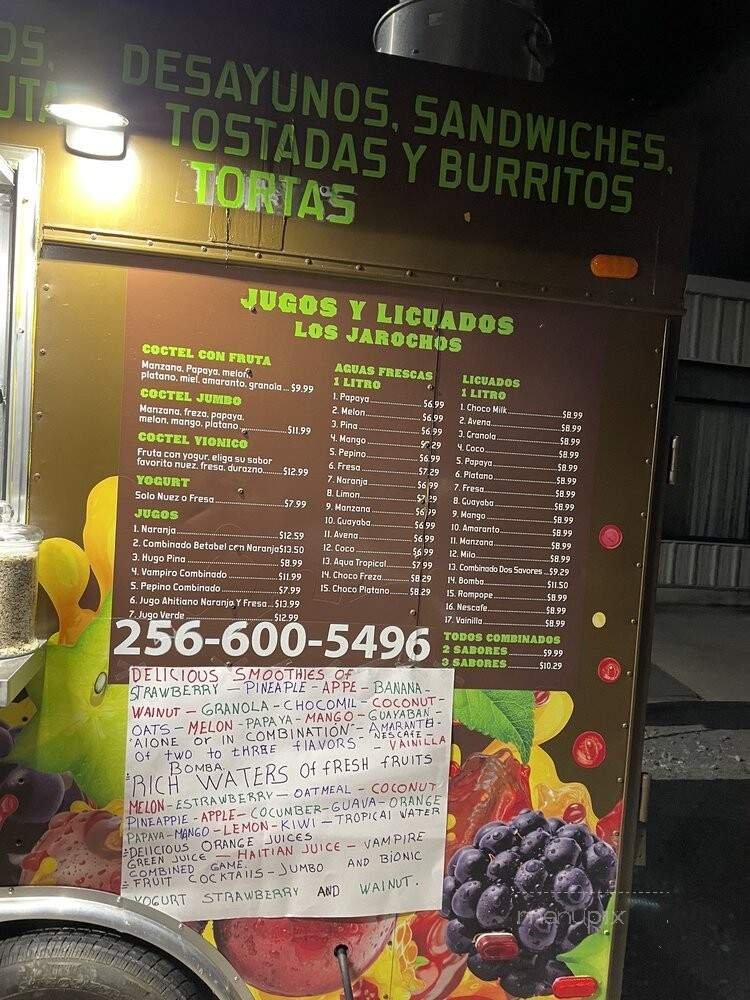 OS,
UTA
DESAYUNOS, SANDWICHES,
TOSTADAS Y BURRITOS
TORTAS
JUGOS Y LICUADOS
LOS JAROCHOS
COCTEL CON FRUTA
Manzana, Papaya, melon,
platano, miel, amaranto, granola...$9.99
COCTEL JUMBO
Manzana, freza, papaya,
melon, mango, platano...$11.99
COCTEL VIONICO
Fruta con yogur, eliga su sabor
favorito nuez, fresa, durazno...$12.99
YOGURT
Solo Nuez o Fresa...$7.99
JUGOS
1. Naranja...$12.59
2. Combinado Betabel con Naranja $13.50
3. Hugo Pina...$8.99
4. Vampiro Combinado...$11.99
5. Pepino Combinado...$7.99
6. Jugo Ahitiano Naranja Y Fresa...$13.99
7. Jugo Verde...$12.99
AGUAS FRESCAS
1 LITRO
1. Papaya...$6.99
2. Melon...$6.99
3. Pina...$6.99
4. Mango
5. Pepino...$6.99
6. Fresa...$7.29
7. Naranja...$6.99
8. Limon...$7.29
9. Manzana...$6.99
10. Guayaba...$6.99
11. Avena...$6.99
12. Coco...$6.99
13. Aqua Tropical...$7.99
14. Choco Freza...$8.29
15. Choco Platano...$8.29
LICUADOS
1 LITRO
1. Choco Milk...$8.99
2. Avena...$8.99
3. Granola...$8.99
4. Coco...$8.99
5. Papaya...$8.99
6. Platano...$8.99
7. Fresa...$8.99
8. Guayaba...$8.99
9. Mango...$8.99
10. Amaranto...$8.99
11. Manzana...$8.99
12. Milo...$8.99
13. Combinado Dos Savores...$9.29
14. Bomba...$11.50
15. Rompope...$8.99
16. Nescafe...$8.99
17. Vainilla...$8.99
TODOS COMBINADOS
2 SABORES...$9.99
3 SABORES...$10.29
256-600-5496
DELICIOUS SMOOTHIES OF
STRAWBERRY — PINEAPLE - APPE - BANANA -
WAINUT - GRANOLA - CHOCOMIL - COCONUT
OATS - MELON - PAPAYA - MANGO - GUAYABAN -
AMARANTH -
AlONE OR IN COMBINATION - NESCAFE -
OF TWO TO THREE FLAVORS - VAINILLA
BOMBA
RICH WATERS Of FRESH FRUITS
MELON - ESTRAWBERRY - OATMEAL - COCONUT
PINEAPPIE - APPLE - COCUMBER - GUAVA - ORANGE
PAPAYA - MANGO - LEMON - KIWI - TROPICAL WATER
DEIICIOUS ORANGE JUICES
GREEN JUICE — HAITIAN JUICE - VAMPIRE
COMBINED GAME.
FRUIT COCKTAIIS - JUMBO AND BIONIC
YOGURT STRAWBERRY AND WAINUT.
menupix